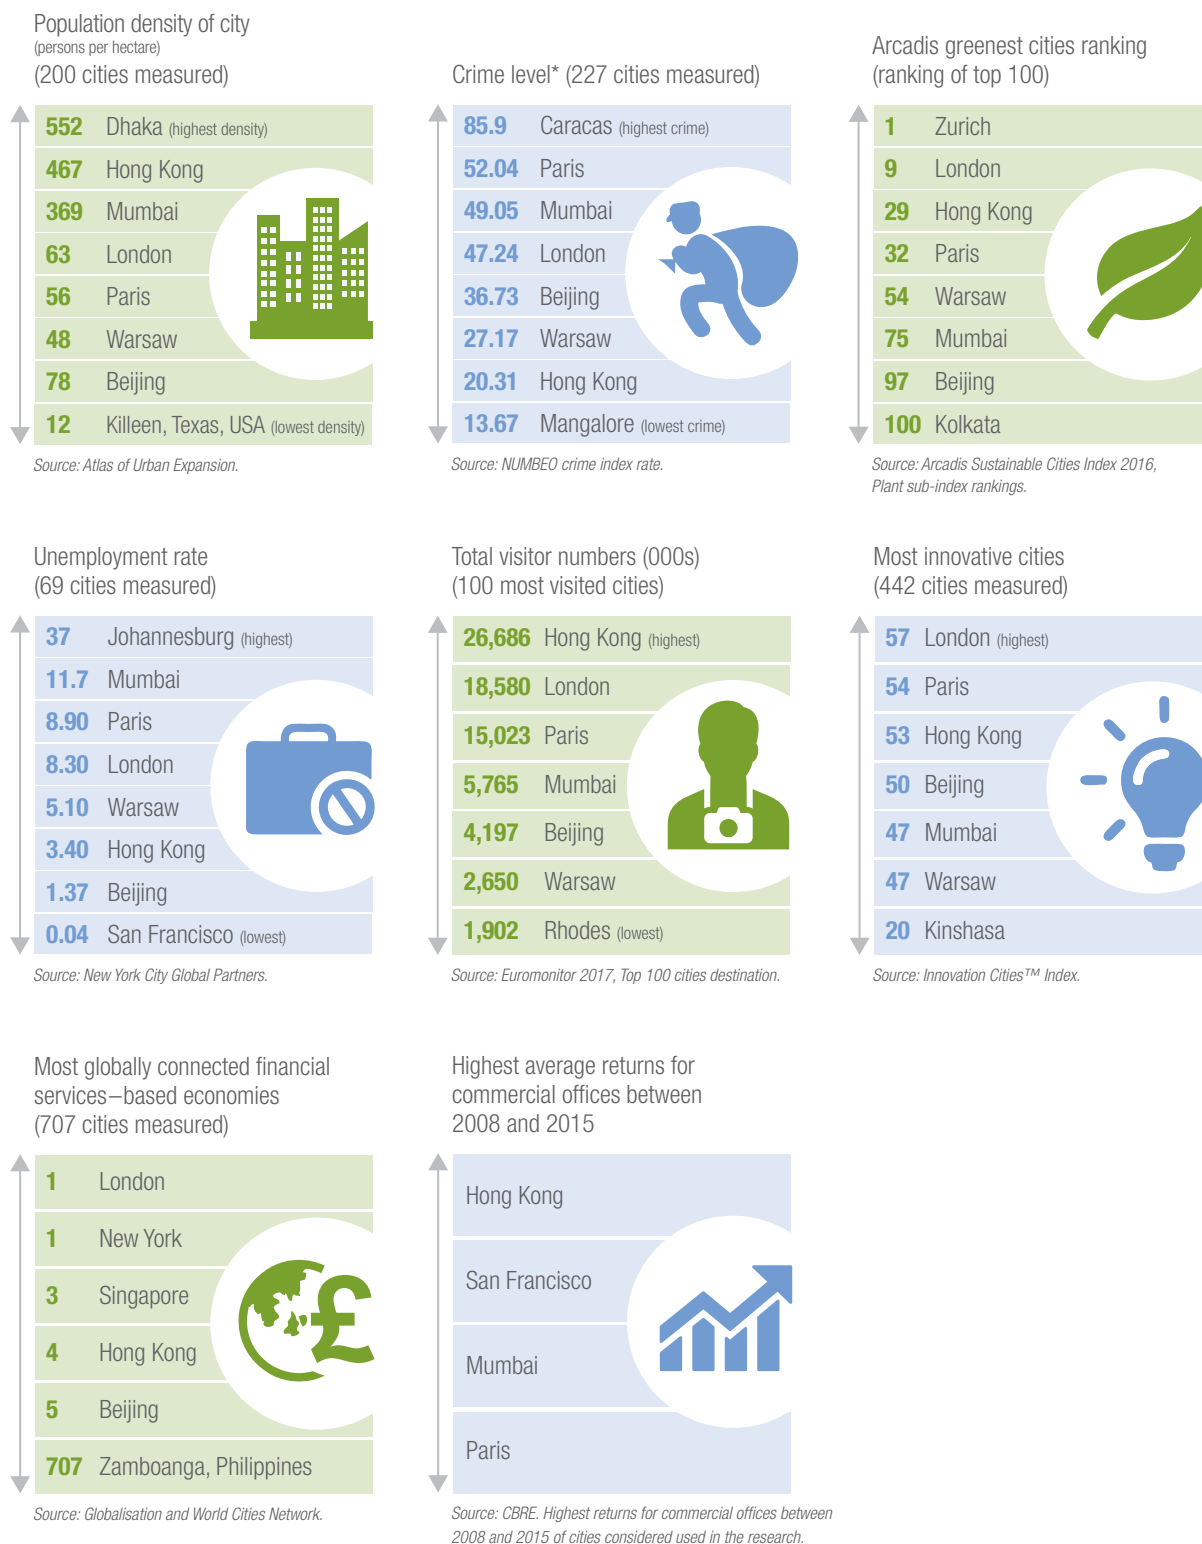 Population density of city
(persons per hectare)
(200 cities measured)
552 Dhaka (highest density)
467 Hong Kong
369 Mumbai
63 London
56 Paris
48 Warsaw
78 Beijing
12 Killeen, Texas, USA (lowest density)
Source: Atlas of Urban Expansion.
Crime level* (227 cities measured)
85.9 Caracas (highest crime)
52.04 Paris
49.05 Mumbai
47.24 London
36.73 Beijing
27.17 Warsaw
20.31 Hong Kong
13.67 Mangalore (lowest crime)
Source: NUMBEO crime index rate.
Arcadis greenest cities ranking
(ranking of top 100)
1 Zurich
9 London
29 Hong Kong
32 Paris
54 Warsaw
75 Mumbai
97 Beijing
100 Kolkata
Source: Arcadis Sustainable Cities Index 2016,
Plant sub-index rankings.
Unemployment rate
(69 cities measured)
37 Johannesburg (highest)
11.7 Mumbai
8.90 Paris
8.30 London
5.10 Warsaw
3.40 Hong Kong
1.37 Beijing
0.04 San Francisco (lowest)
Source: New York City Global Partners.
Total visitor numbers (000s)
(100 most visited cities)
26,686 Hong Kong (highest)
18,580 London
15,023 Paris
5,765 Mumbai
4,197 Beijing
2,650 Warsaw
1,902 Rhodes (lowest)
Source: Euromonitor 2017, Top 100 cities destination.
Most innovative cities
(442 cities measured)
57 London (highest)
54 Paris
53 Hong Kong
50 Beijing
47 Mumbai
47 Warsaw
20 Kinshasa
Source: Innovation Cities™ Index.
Most globally connected financial
services–based economies
(707 cities measured)
1 London
1 New York
3 Singapore
4 Hong Kong
5 Beijing
707 Zamboanga, Philippines
Source: Globalisation and World Cities Network.
Highest average returns for
commercial offices between
2008 and 2015
Hong Kong
San Francisco
Mumbai
Paris
Source: CBRE. Highest returns for commercial offices between
2008 and 2015 of cities considered used in the research.
£